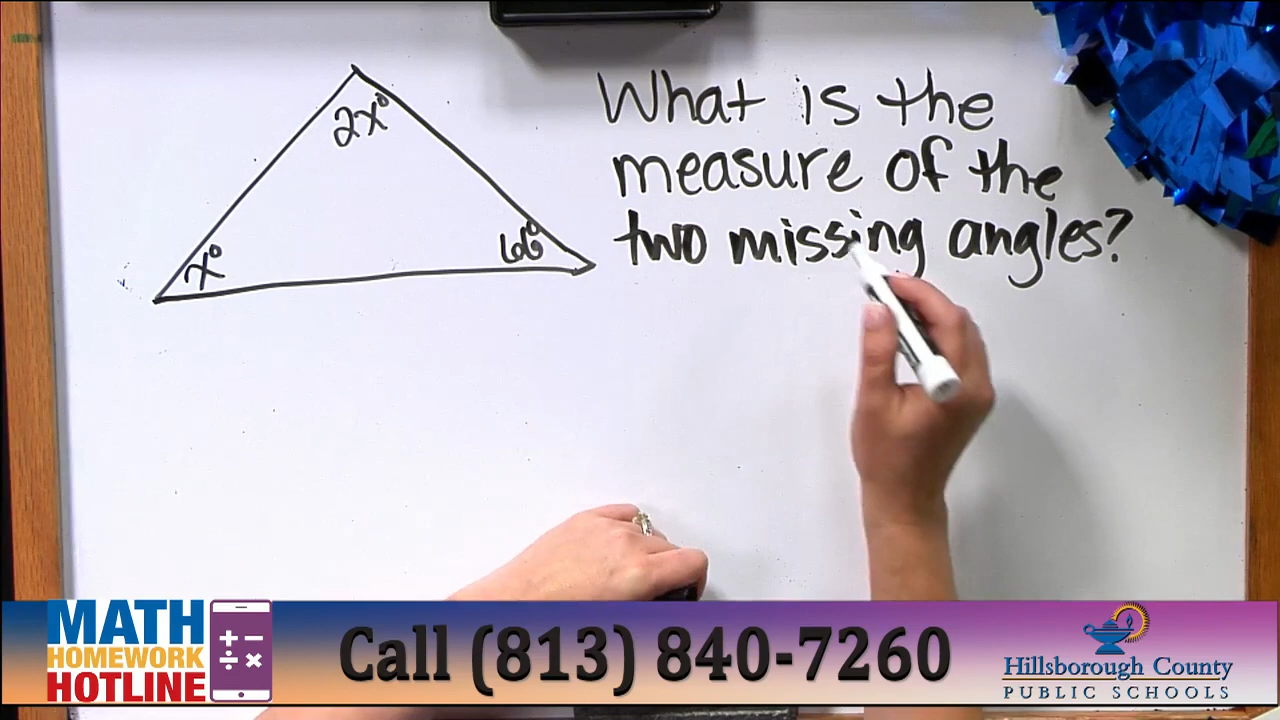 2x°
x°
66°
What is the
measure of the
two missing angles?
MATH
HOMEWORK
HOTLINE
+ −
÷ ×
Call (813) 840-7260
Hillsborough County
PUBLIC SCHOOLS